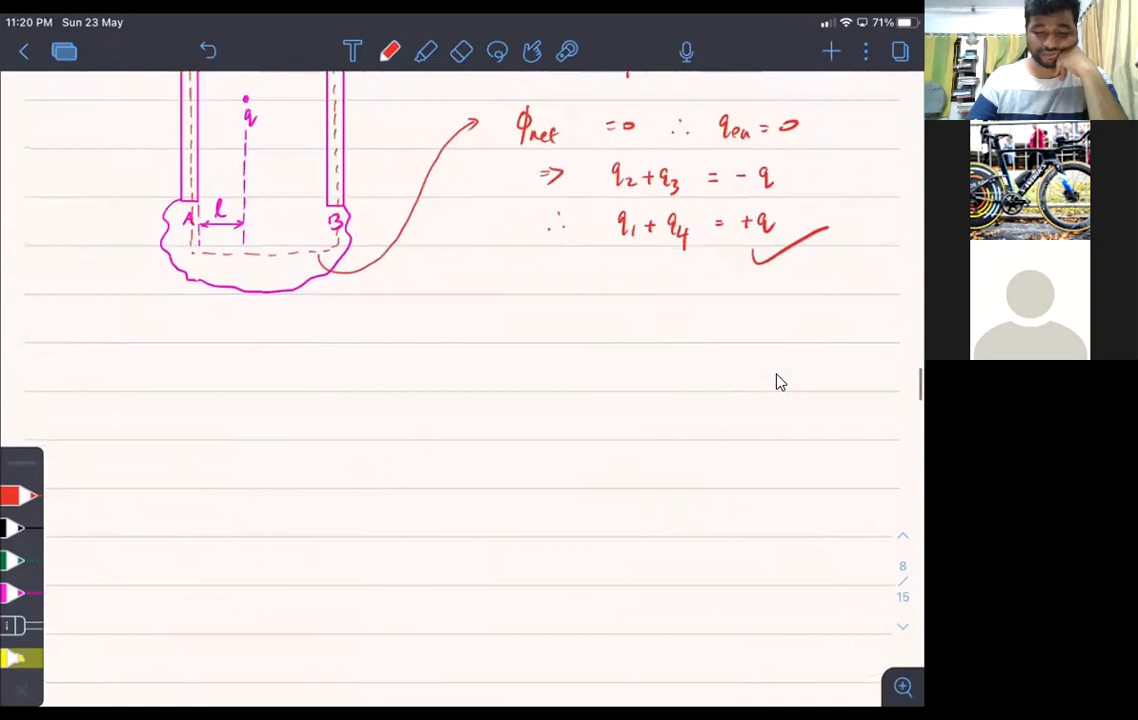 11:20 PM Sun 23 May 71%
T
q
ϕnet = 0 ∴ qen = 0
=> q2 + q3 = - q
A l B
∴ q1 + q4 = + q
8
/
15